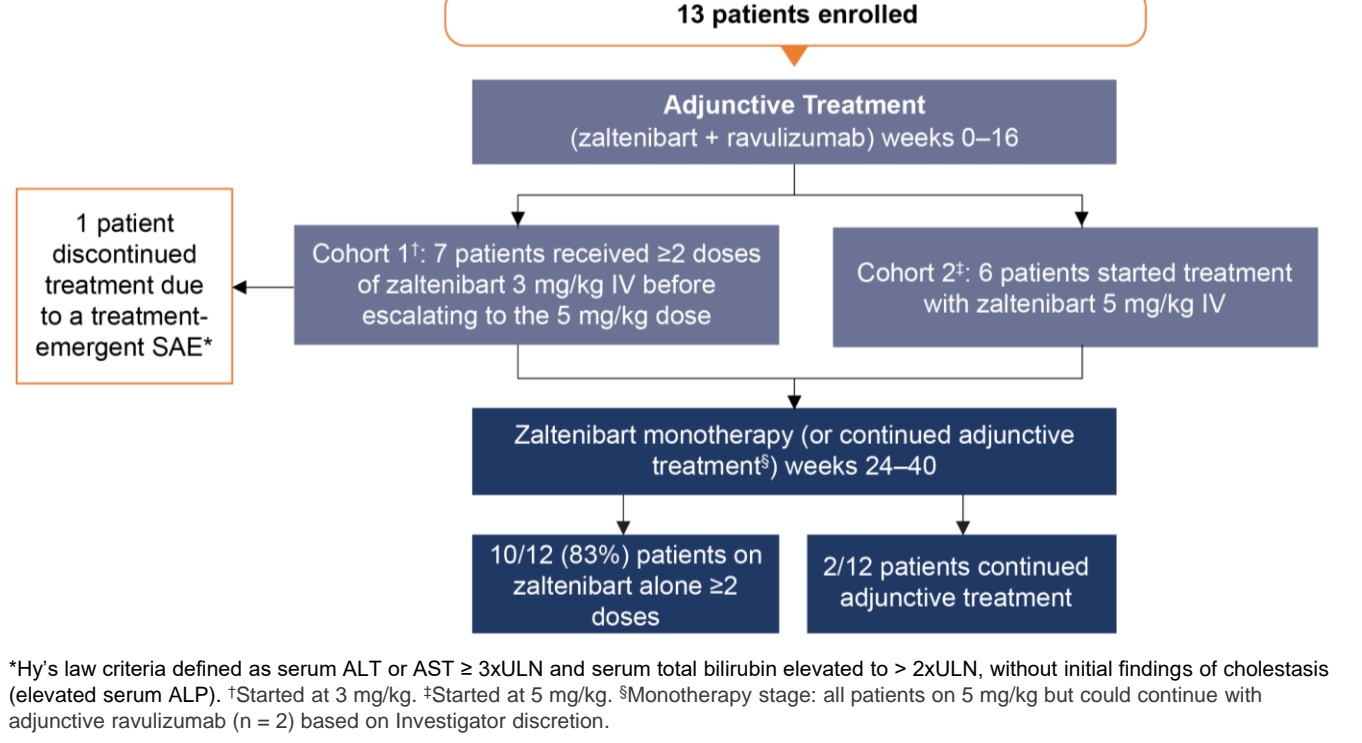 13 patients enrolled
Adjunctive Treatment
(zaltenibart + ravulizumab) weeks 0–16
1 patient
discontinued
treatment due
to a treatment-
emergent SAE*
Cohort 1†: 7 patients received ≥2 doses
of zaltenibart 3 mg/kg IV before
escalating to the 5 mg/kg dose
Cohort 2‡: 6 patients started treatment
with zaltenibart 5 mg/kg IV
Zaltenibart monotherapy (or continued adjunctive
treatment§) weeks 24–40
10/12 (83%) patients on
zaltenibart alone ≥2
doses
2/12 patients continued
adjunctive treatment
*Hy's law criteria defined as serum ALT or AST ≥ 3xULN and serum total bilirubin elevated to > 2xULN, without initial findings of cholestasis
(elevated serum ALP). †Started at 3 mg/kg. ‡Started at 5 mg/kg. §Monotherapy stage: all patients on 5 mg/kg but could continue with
adjunctive ravulizumab (n = 2) based on Investigator discretion.